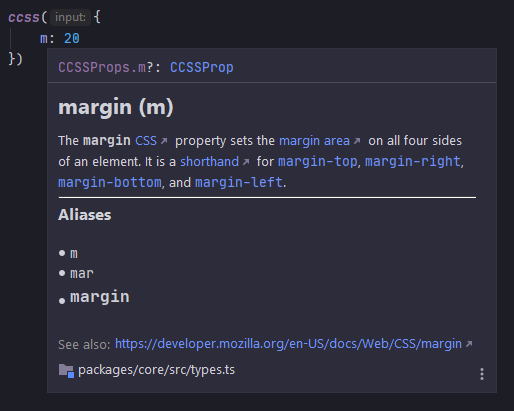 ccss( input: {
m: 20
})
CCSSProps.m?: CCSSProp
margin (m)
The margin CSS property sets the margin area on all four sides
of an element. It is a shorthand for margin-top, margin-right,
margin-bottom, and margin-left.
Aliases
• m
• mar
• margin
See also: https://developer.mozilla.org/en-US/docs/Web/CSS/margin
packages/core/src/types.ts